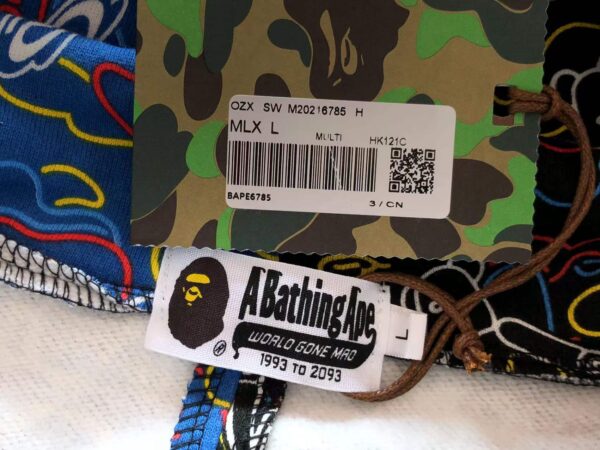 OZX SW M20216785 H
MLX L MULTI HK121C
BAPE6785
3 / CN
A Bathing Ape
®
WORLD GONE MAD
1993 TO 2093
L